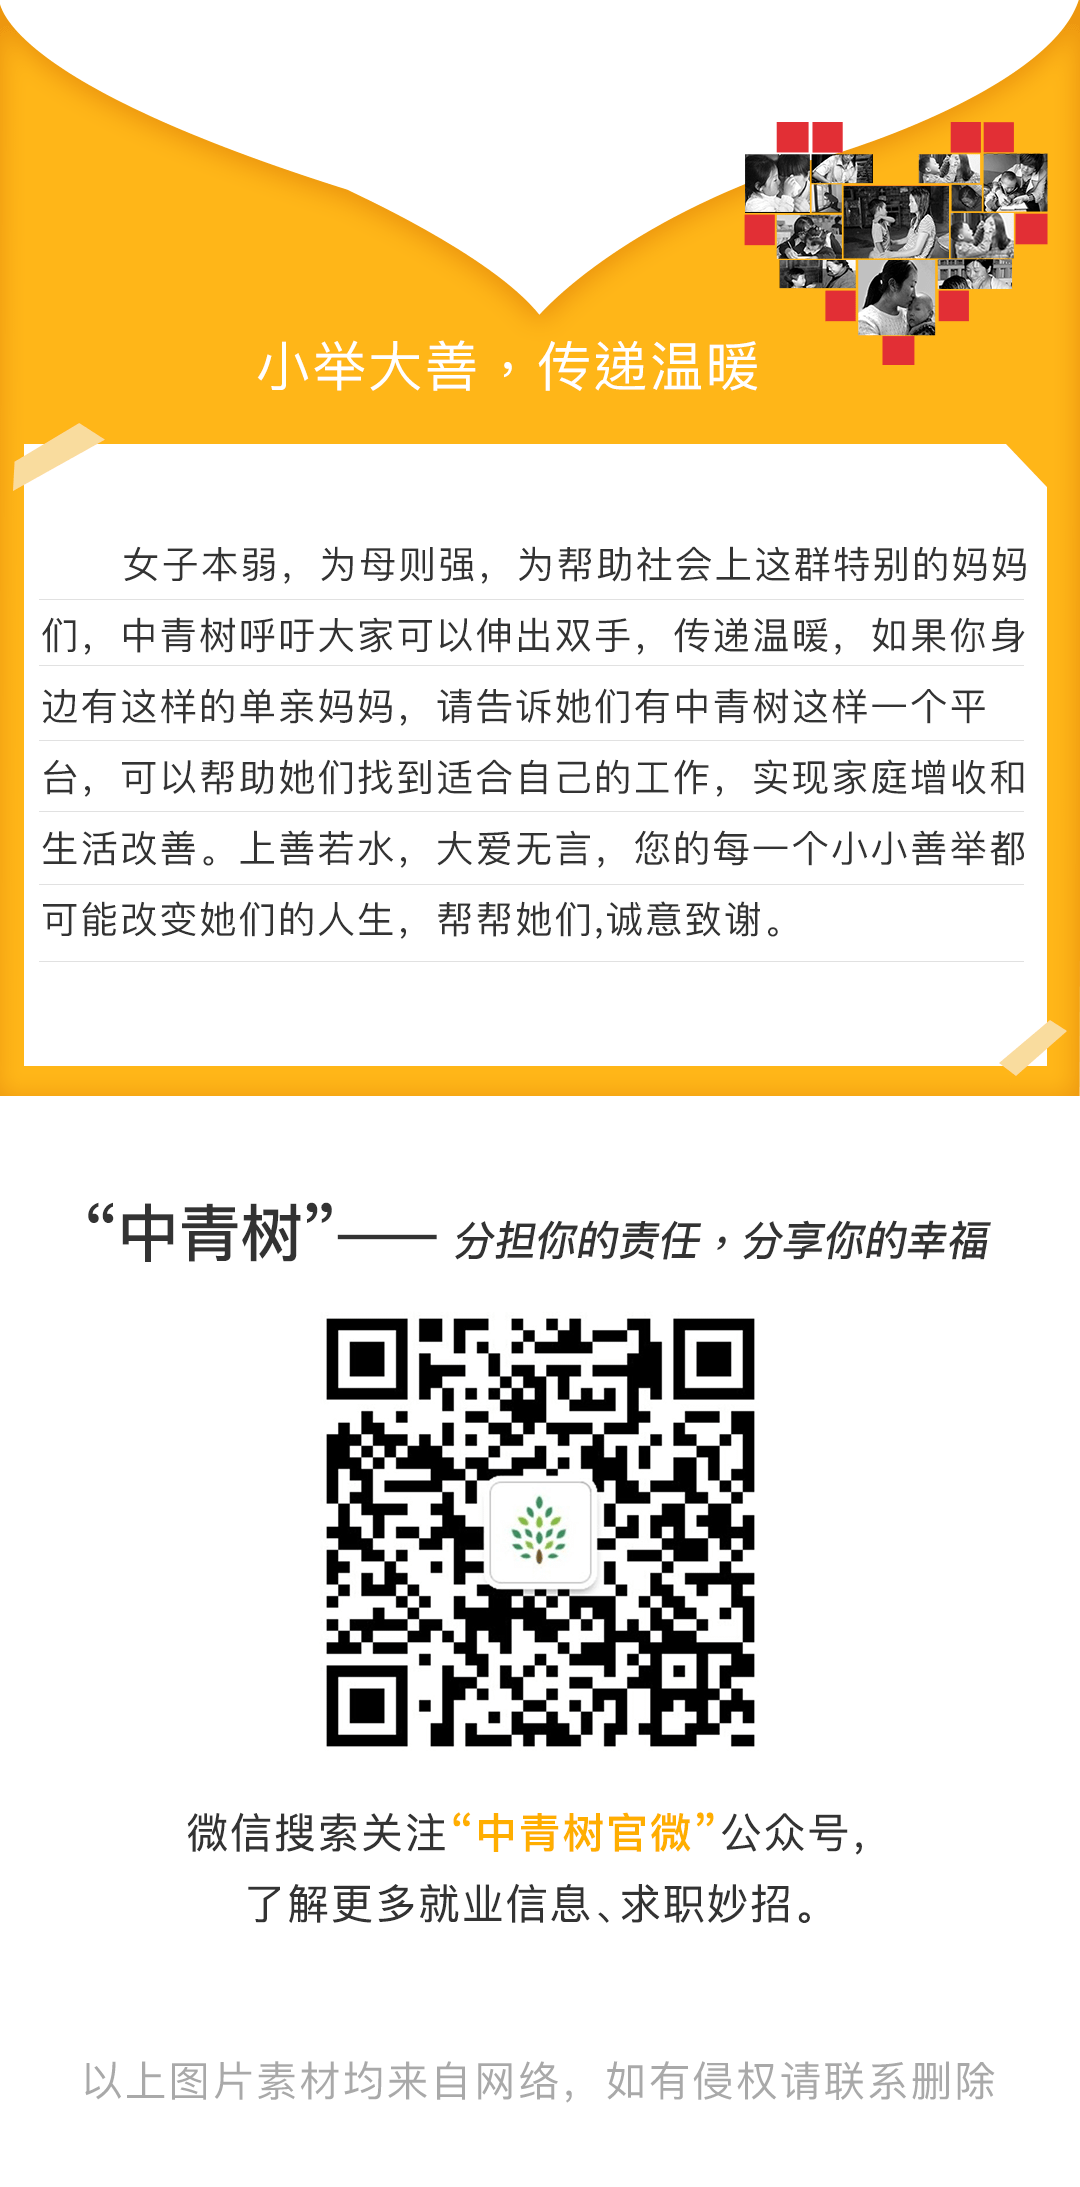 小举大善，传递温暖
女子本弱，为母则强，为帮助社会上这群特别的妈妈
们，中青树呼吁大家可以伸出双手，传递温暖，如果你身
边有这样的单亲妈妈，请告诉她们有中青树这样一个平
台，可以帮助她们找到适合自己的工作，实现家庭增收和
生活改善。上善若水，大爱无言，您的每一个小小善举都
可能改变她们的人生，帮帮她们,诚意致谢。
“中青树”—— 分担你的责任，分享你的幸福
微信搜索关注“中青树官微”公众号，
了解更多就业信息、求职妙招。
以上图片素材均来自网络，如有侵权请联系删除